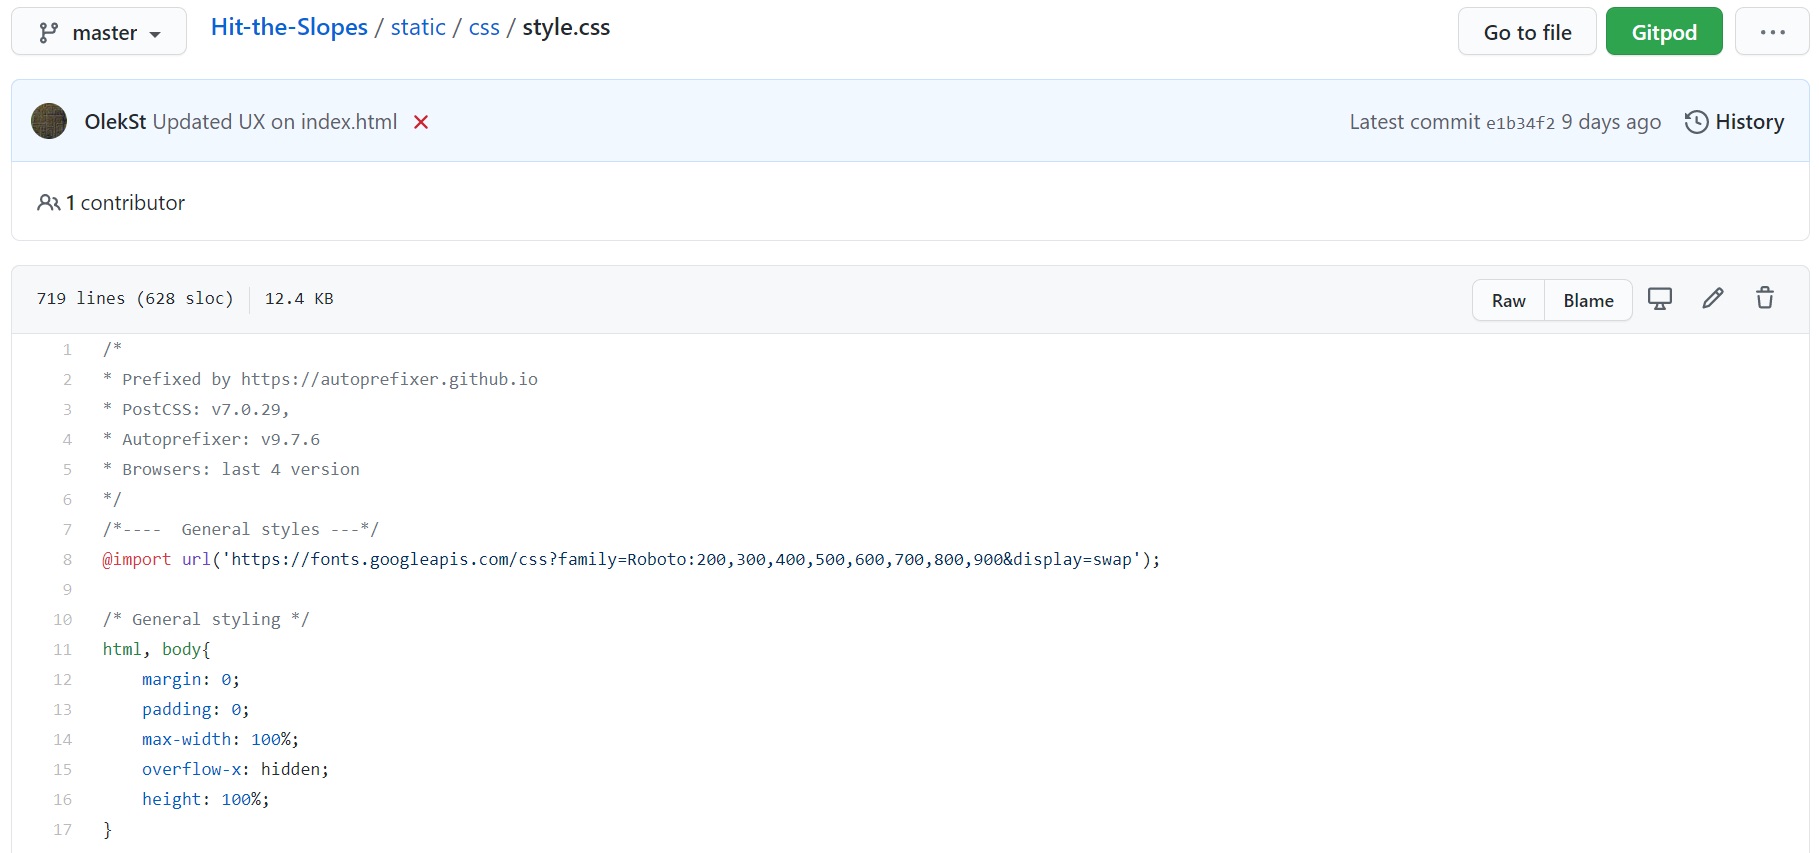 master
Hit-the-Slopes / static / css / style.css
Go to file
Gitpod
OlekSt Updated UX on index.html
Latest commit e1b34f2 9 days ago
History
1 contributor
719 lines (628 sloc)
12.4 KB
Raw
Blame
1 /*
2 * Prefixed by https://autoprefixer.github.io
3 * PostCSS: v7.0.29,
4 * Autoprefixer: v9.7.6
5 * Browsers: last 4 version
6 */
7 /*---- General styles ---*/
8 @import url('https://fonts.googleapis.com/css?family=Roboto:200,300,400,500,600,700,800,900&display=swap');
9
10 /* General styling */
11 html, body{
12 margin: 0;
13 padding: 0;
14 max-width: 100%;
15 overflow-x: hidden;
16 height: 100%;
17 }